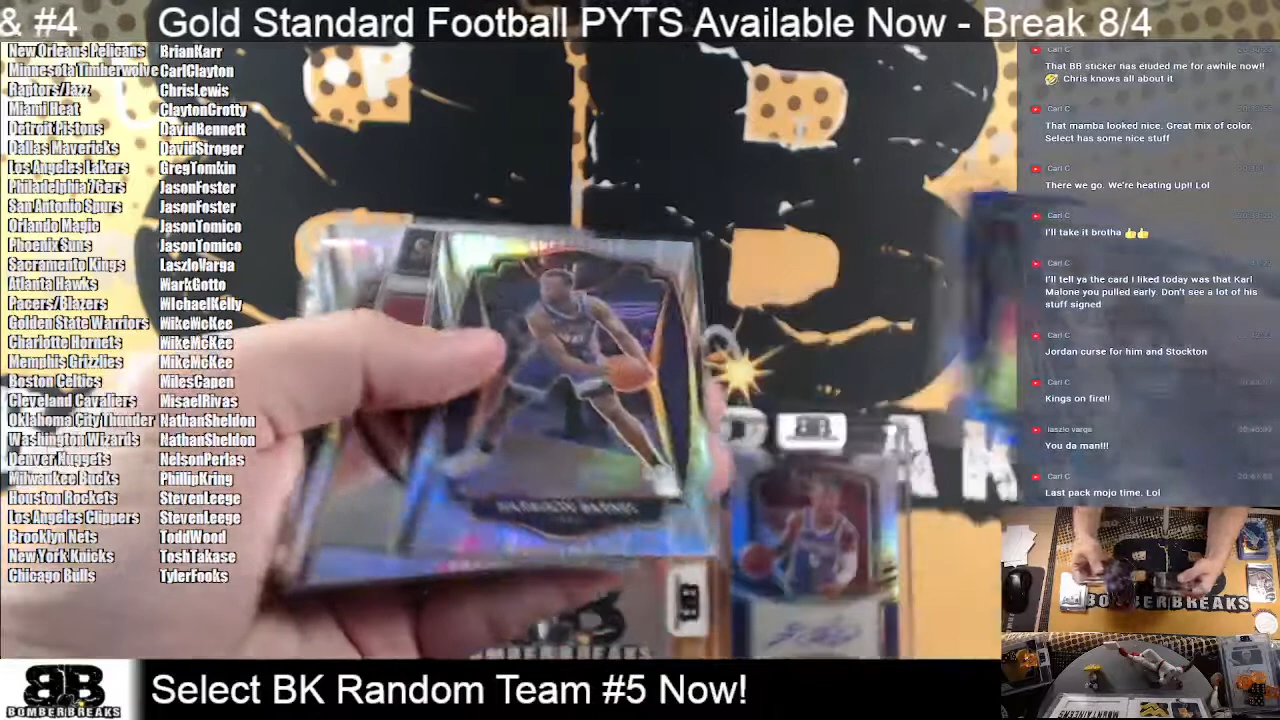 & #4 Gold Standard Football PYTS Available Now - Break 8/4
New Orleans Pelicans BrianKarr
Minnesota Timberwolve CarlClayton
Raptors/Jazz ChrisLewis
Miami Heat ClaytonCrotty
Detroit Pistons DavidBennett
Dallas Mavericks DavidStroger
Los Angeles Lakers GregTomkin
Philadelphia 76ers JasonFoster
San Antonio Spurs JasonFoster
Orlando Magic JasonTomico
Phoenix Suns JasonTomico
Sacramento Kings LaszloVarga
Atlanta Hawks MarkGotto
Pacers/Blazers MIchaelKelly
Golden State Warriors MikeMcKee
Charlotte Hornets MikeMcKee
Memphis Grizzlies MikeMcKee
Boston Celtics MilesCapen
Cleveland Cavaliers MisaelRivas
Oklahoma City Thunder NathanSheldon
Washington Wizards NathanSheldon
Denver Nuggets NelsonPerlas
Milwaukee Bucks PhillipKring
Houston Rockets StevenLeege
Los Angeles Clippers StevenLeege
Brooklyn Nets ToddWood
New York Knicks ToshTakase
Chicago Bulls TylerFooks
Carl C
That BB sticker has eluded me for awhile now!!
🤣 Chris knows all about it
Carl C
That mamba looked nice. Great mix of color.
Select has some nice stuff
Carl C
There we go. We're heating Up!! Lol
Carl C
I'll take it brotha 👍👍
Carl C
I'll tell ya the card I liked today was that Karl
Malone you pulled early. Don't see a lot of his
stuff signed
Carl C
Jordan curse for him and Stockton
Carl C
Kings on fire!!
laszlo varga
You da man!!!
Carl C
Last pack mojo time. Lol
BOMBERBREAKS
BOMBERBREAKS
BB
BOMBERBREAKS
Select BK Random Team #5 Now!
MOUNTAINEERS